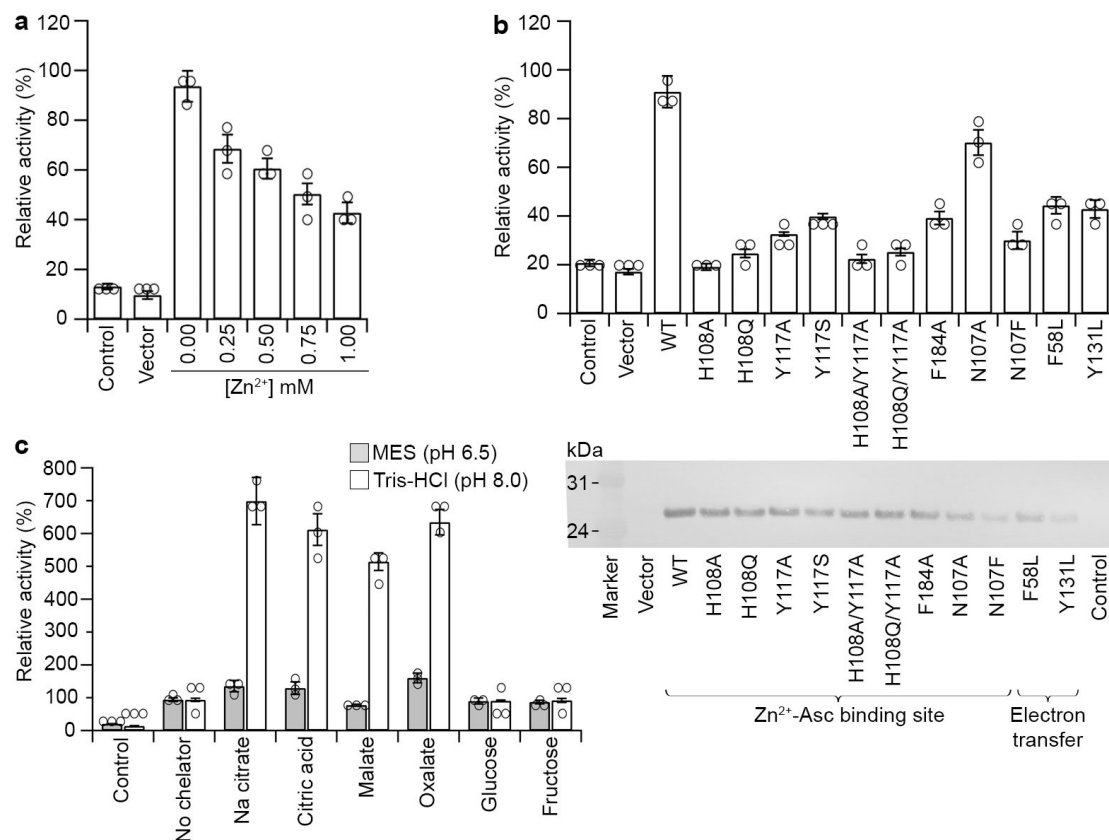 a
Relative activity (%)
120
100
80
60
40
20
0
Control
Vector
0.00
0.25
0.50
0.75
1.00
[Zn²⁺] mM
b
Relative activity (%)
120
100
80
60
40
20
0
Control
Vector
WT
H108A
H108Q
Y117A
Y117S
H108A/Y117A
H108Q/Y117A
F184A
N107A
N107F
F58L
Y131L
kDa
31-
24-
Marker
Vector
WT
H108A
H108Q
Y117A
Y117S
H108A/Y117A
H108Q/Y117A
F184A
N107A
N107F
F58L
Y131L
Control
Zn²⁺-Asc binding site
Electron
transfer
c
MES (pH 6.5)
Tris-HCl (pH 8.0)
Relative activity (%)
800
700
600
500
400
300
200
100
0
Control
No chelator
Na citrate
Citric acid
Malate
Oxalate
Glucose
Fructose